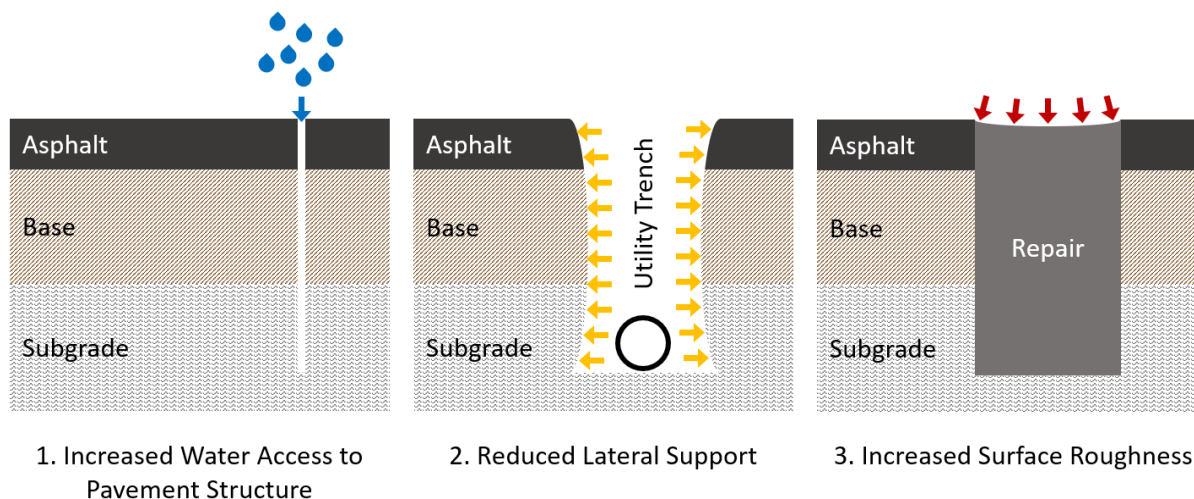 Asphalt
Base
Subgrade
1. Increased Water Access to
Pavement Structure
Asphalt
Base
Subgrade
Utility Trench
2. Reduced Lateral Support
Asphalt
Base
Subgrade
Repair
3. Increased Surface Roughness